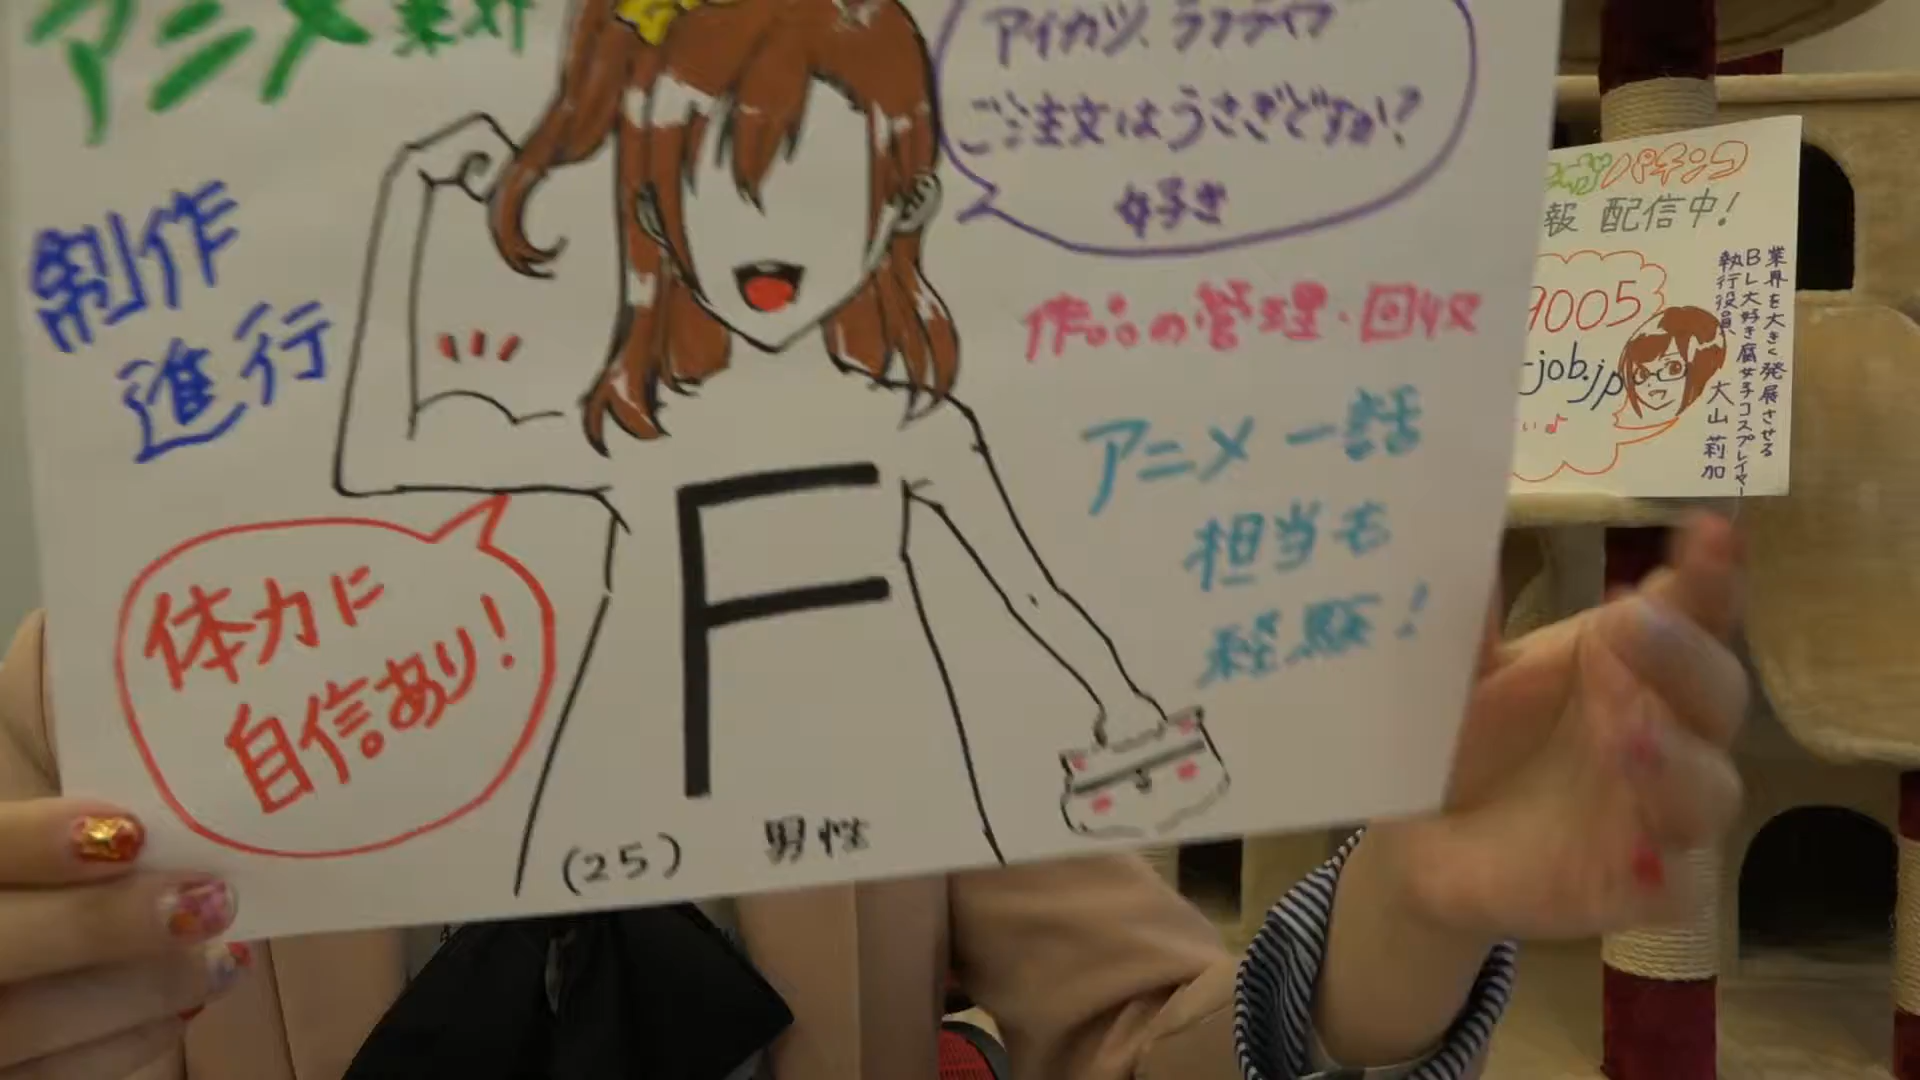 アニメ業界
アイカツ、ラブライブ
ご注文はうさぎですか?
好き
制作
進行
作品の管理・回収
アニメ一話
担当も
経験!
体力に
自信あり!
F
(25) 男性
パチンコ
報 配信中!
9005
-job.jp
業界を大きく発展させる
BL大好き腐女子コスプレイヤー
執行役員 大山莉加